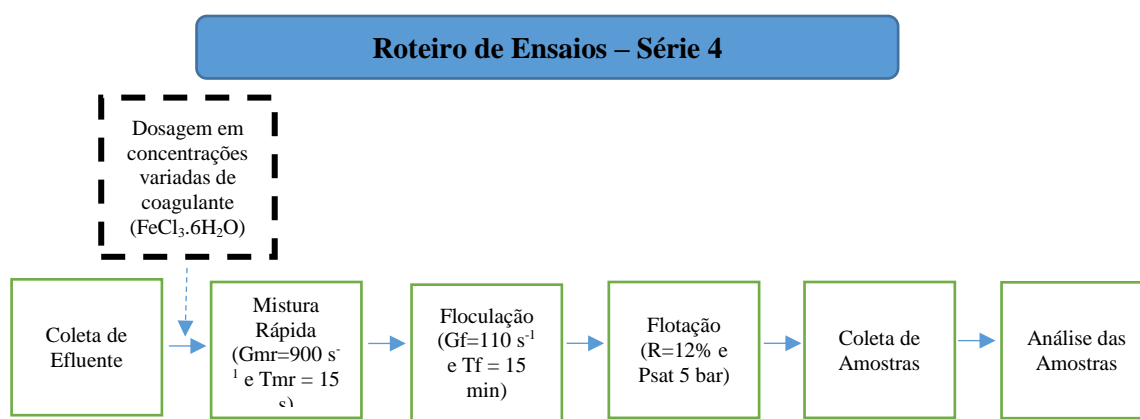 Roteiro de Ensaios – Série 4
Dosagem em
concentrações
variadas de
coagulante
(FeCl₃.6H₂O)
Coleta de
Efluente
Mistura
Rápida
(Gmr=900 s⁻
¹ e Tmr = 15
s)
Floculação
(Gf=110 s⁻¹
e Tf = 15
min)
Flotação
(R=12% e
Psat 5 bar)
Coleta de
Amostras
Análise das
Amostras